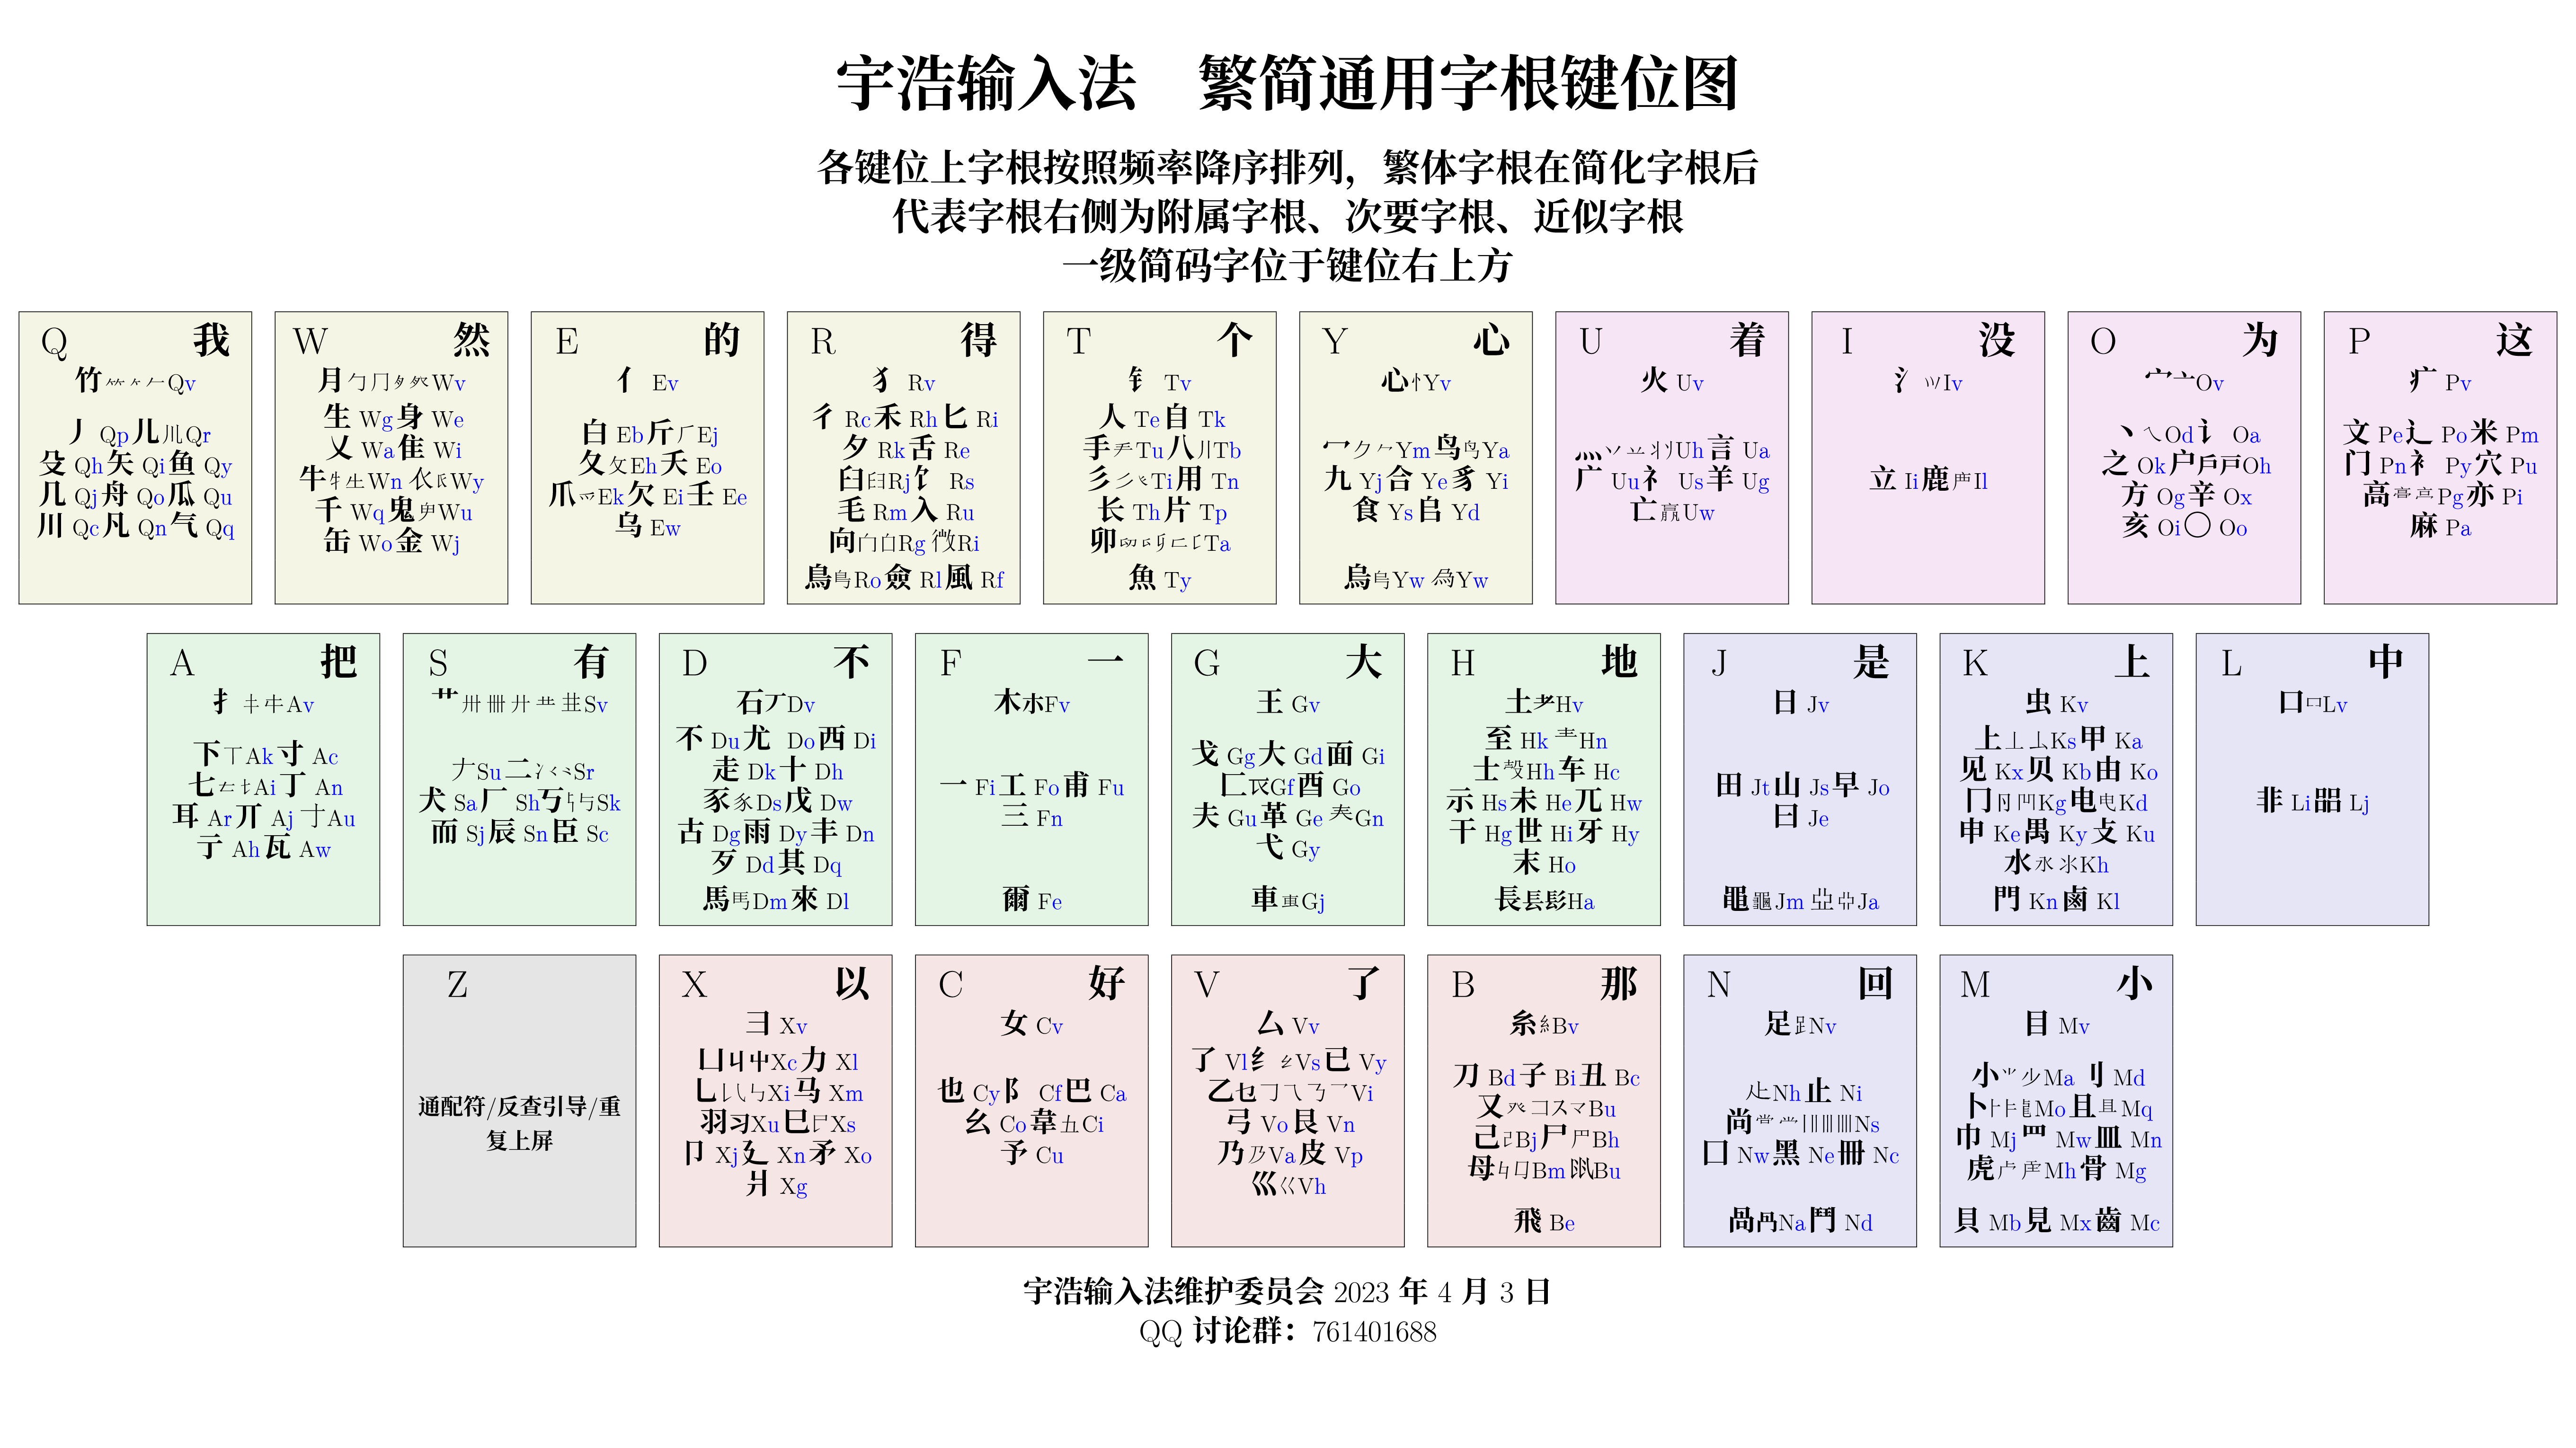 宇浩输入法　繁简通用字根键位图
各键位上字根按照频率降序排列，繁体字根在简化字根后
代表字根右侧为附属字根、次要字根、近似字根
一级简码字位于键位右上方
Q 我
竹 Qv
丿 Qp 儿 Qr
殳 Qh 矢 Qi 鱼 Qy
几 Qj 舟 Qo 瓜 Qu
川 Qc 凡 Qn 气 Qq
W 然
月 Wv
生 Wg 身 We
乂 Wa 隹 Wi
牛 Wn 衣 Wy
千 Wq 鬼 Wu
缶 Wo 金 Wj
E 的
亻 Ev
白 Eb 斤 Ej
夂 攵 Eh 夭 Eo
爪 爫 Ek 欠 Ei 壬 Ee
乌 Ew
R 得
犭 Rv
彳 Rc 禾 Rh 匕 Ri
夕 Rk 舌 Re
臼 Rj 饣 Rs
毛 Rm 入 Ru
向 Rg Ri
鳥 Ro 僉 Rl 風 Rf
T 个
钅 Tv
人 Te 自 Tk
手 Tu 八 Tb
彡 Ti 用 Tn
长 Th 片 Tp
卯 Ta
魚 Ty
Y 心
心 忄 Yv
冖 Ym 鸟 Ya
九 Yj 合 Ye 豸 Yi
食 Ys 㠯 Yd
烏 Yw Yw
U 着
火 Uv
灬 Uh 言 Ua
广 Uu 礻 Us 羊 Ug
亡 Uw
I 没
氵 Iv
立 Ii 鹿 Il
O 为
宀 亠 Ov
丶 Od 讠 Oa
之 Ok 户 戶 戸 Oh
方 Og 辛 Ox
亥 Oi 〇 Oo
P 这
疒 Pv
文 Pe 辶 Po 米 Pm
门 Pn 衤 Py 穴 Pu
高 Pg 亦 Pi
麻 Pa
A 把
扌 Av
下 Ak 寸 Ac
七 Ai 丁 An
耳 Ar 丌 Aj Au
亍 Ah 瓦 Aw
S 有
艹 Sv
Su 二 冫 Sr
犬 Sa 厂 Sh 丂 Sk
而 Sj 辰 Sn 臣 Sc
D 不
石 丆 Dv
不 Du 尤 Do 西 Di
走 Dk 十 Dh
豕 Ds 戊 Dw
古 Dg 雨 Dy 丰 Dn
歹 Dd 其 Dq
馬 Dm 來 Dl
F 一
木 Fv
一 Fi 工 Fo 甫 Fu
三 Fn
爾 Fe
G 大
王 Gv
戈 Gg 大 Gd 面 Gi
匚 Gf 酉 Go
夫 Gu 革 Ge Gn
弋 Gy
車 Gj
H 地
土 耂 Hv
至 Hk 龶 Hn
士 Hh 车 Hc
示 Hs 未 He 兀 Hw
干 Hg 世 Hi 牙 Hy
末 Ho
長 镸 髟 Ha
J 是
日 Jv
田 Jt 山 Js 早 Jo
曰 Je
黽 Jm Ja
K 上
虫 Kv
上 Ks 甲 Ka
见 Kx 贝 Kb 由 Ko
冂 Kg 电 Kd
申 Ke 禺 Ky 攴 Ku
水 氺 Kh
門 Kn 鹵 Kl
L 中
口 Lv
非 Li 㗊 Lj
Z
通配符/反查引导/重
复上屏
X 以
彐 Xv
凵 Xc 力 Xl
乚 Xi 马 Xm
羽 习 Xu 巳 Xs
卩 Xj 廴 Xn 矛 Xo
爿 Xg
C 好
女 Cv
也 Cy 阝 Cf 巴 Ca
幺 Co 韋 Ci
予 Cu
V 了
厶 Vv
了 Vl 纟 Vs 已 Vy
乙 Vi
弓 Vo 艮 Vn
乃 Va 皮 Vp
巛 Vh
B 那
糸 Bv
刀 Bd 子 Bi 丑 Bc
又 Bu
己 Bj 尸 Bh
母 Bm Bu
飛 Be
N 回
足 Nv
Nh 止 Ni
尚 Ns
囗 Nw 黑 Ne 冊 Nc
咼 Na 鬥 Nd
M 小
目 Mv
小 少 Ma 刂 Md
卜 Mo 且 Mq
巾 Mj 罒 Mw 皿 Mn
虎 Mh 骨 Mg
貝 Mb 見 Mx 齒 Mc
宇浩输入法维护委员会 2023 年 4 月 3 日
QQ 讨论群：761401688